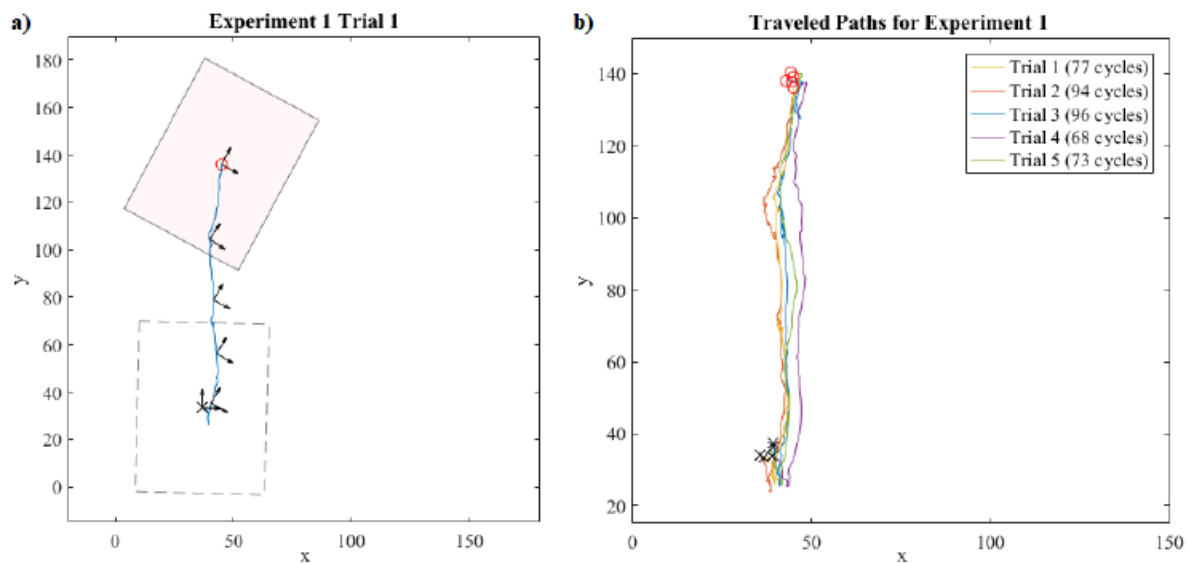 a)
Experiment 1 Trial 1
180
160
140
120
100
80
60
40
20
0
y
0
50
100
150
x
b)
Traveled Paths for Experiment 1
Trial 1 (77 cycles)
Trial 2 (94 cycles)
Trial 3 (96 cycles)
Trial 4 (68 cycles)
Trial 5 (73 cycles)
140
120
100
80
60
40
20
y
0
50
100
150
x